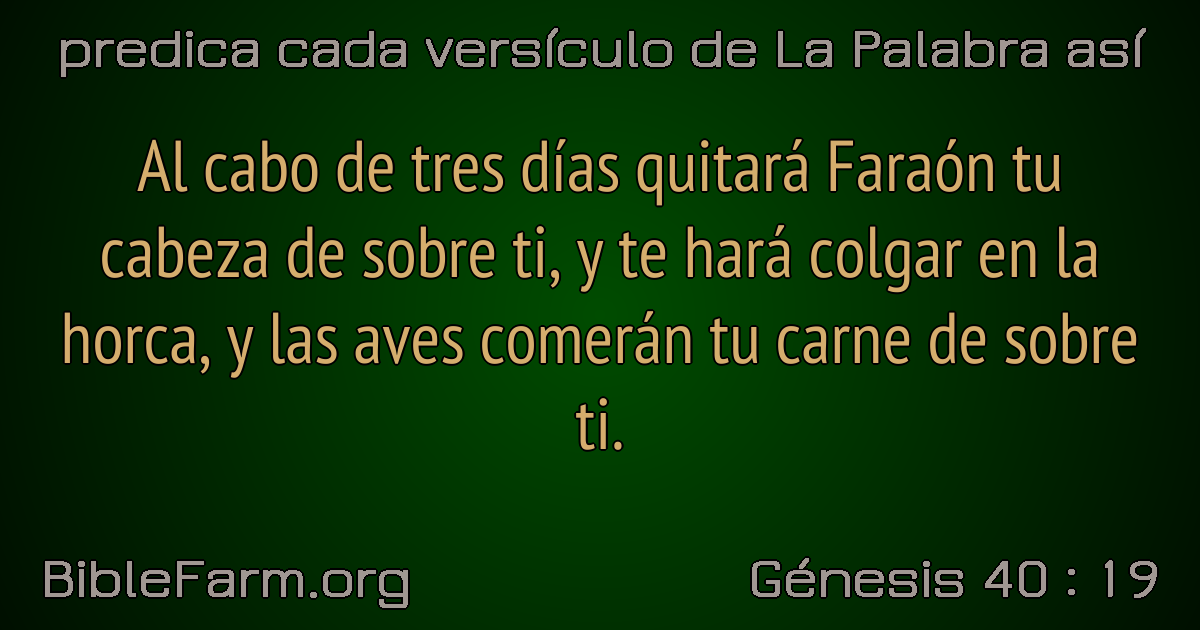 predica cada versículo de La Palabra así
Al cabo de tres días quitará Faraón tu
cabeza de sobre ti, y te hará colgar en la
horca, y las aves comerán tu carne de sobre
ti.
BibleFarm.org
Génesis 40 : 19